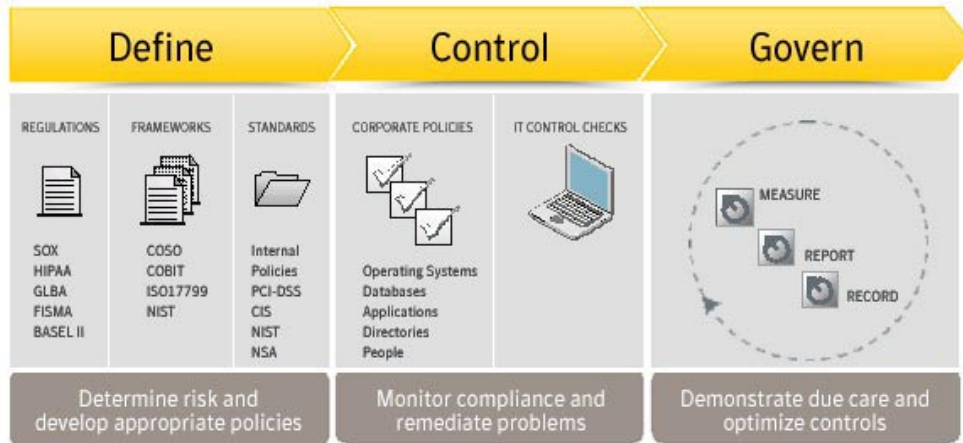 Define
Control
Govern
REGULATIONS
SOX
HIPAA
GLBA
FISMA
BASEL II
FRAMEWORKS
COSO
COBIT
ISO17799
NIST
STANDARDS
Internal
Policies
PCI-DSS
CIS
NIST
NSA
CORPORATE POLICIES
Operating Systems
Databases
Applications
Directories
People
IT CONTROL CHECKS
MEASURE
REPORT
RECORD
Determine risk and
develop appropriate policies
Monitor compliance and
remediate problems
Demonstrate due care and
optimize controls